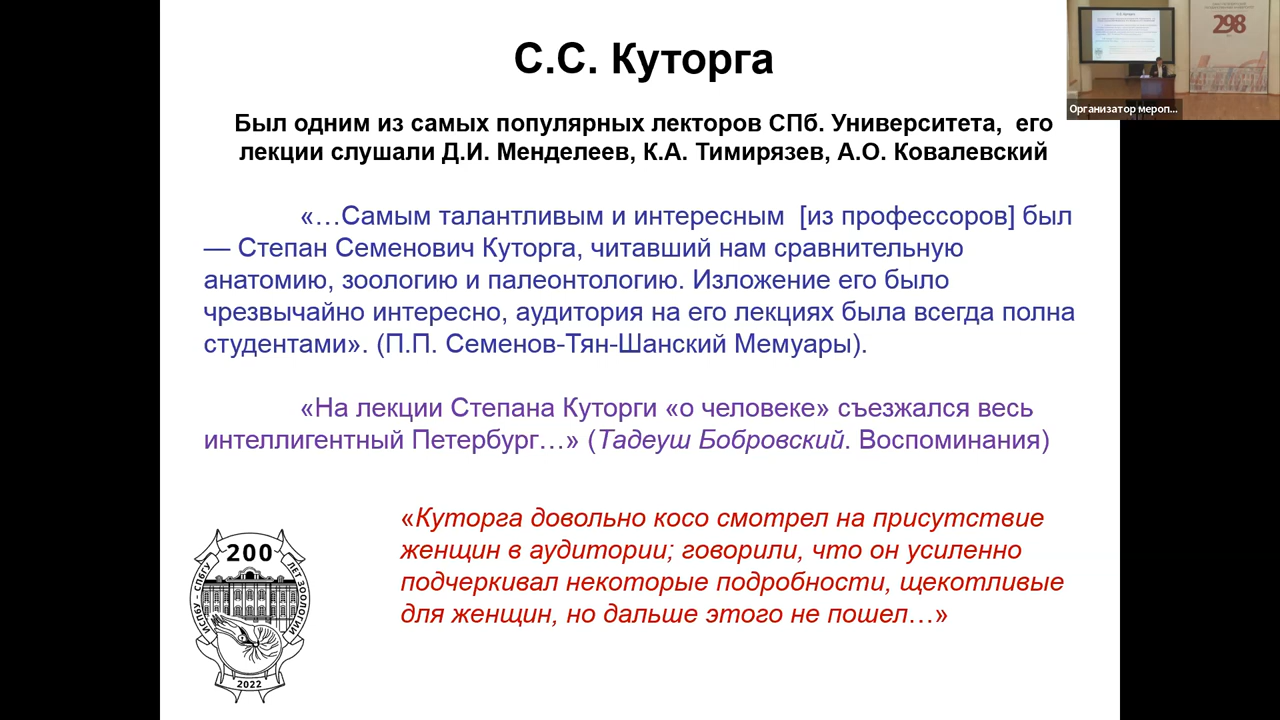 С.С. Куторга
Был одним из самых популярных лекторов СПб. Университета, его
лекции слушали Д.И. Менделеев, К.А. Тимирязев, А.О. Ковалевский
«…Самым талантливым и интересным [из профессоров] был
— Степан Семенович Куторга, читавший нам сравнительную
анатомию, зоологию и палеонтологию. Изложение его было
чрезвычайно интересно, аудитория на его лекциях была всегда полна
студентами». (П.П. Семенов-Тян-Шанский Мемуары).
«На лекции Степана Куторги «о человеке» съезжался весь
интеллигентный Петербург…» (Тадеуш Бобровский. Воспоминания)
«Куторга довольно косо смотрел на присутствие
женщин в аудитории; говорили, что он усиленно
подчеркивал некоторые подробности, щекотливые
для женщин, но дальше этого не пошел…»
200
ЛЕТ ЗООЛОГИИ
2022
298
Организатор мероп...